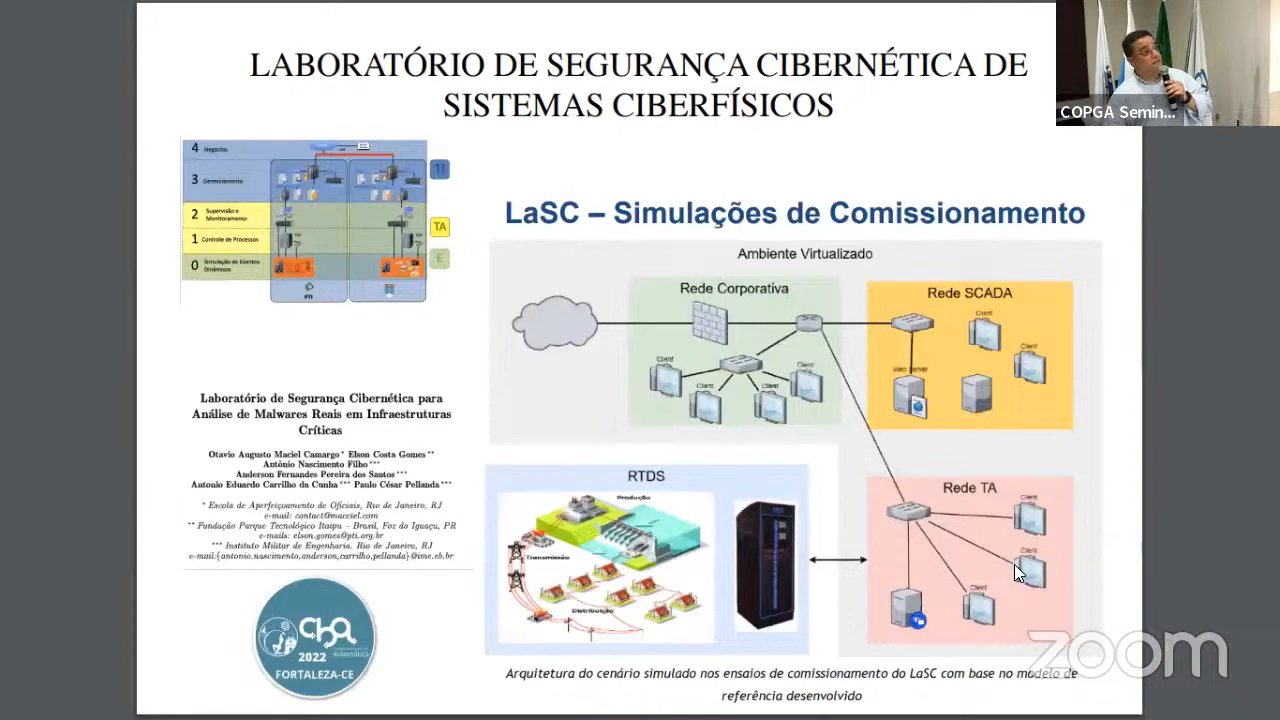 LABORATÓRIO DE SEGURANÇA CIBERNÉTICA DE
SISTEMAS CIBERFÍSICOS
COPGA Semin...
4 Negócios
3 Gerenciamento
2 Supervisão e
Monitoramento
1 Controle de Processos
0 Simulação de Eventos
Dinâmicos
TI
TA
E
PTI
LaSC – Simulações de Comissionamento
Ambiente Virtualizado
Rede Corporativa
Client
Client
Client
Client
Rede SCADA
Client
Client
Web Server
RTDS
Produção
Transmissão
Distribuição
Rede TA
Client
Client
Client
Arquitetura do cenário simulado nos ensaios de comissionamento do LaSC com base no modelo de
referência desenvolvido
Laboratório de Segurança Cibernética para
Análise de Malwares Reais em Infraestruturas
Críticas
Otavio Augusto Maciel Camargo * Elson Costa Gomes **
Antônio Nascimento Filho ***
Anderson Fernandes Pereira dos Santos ***
Antonio Eduardo Carrilho da Cunha *** Paulo César Pellanda ***
* Escola de Aperfeiçoamento de Oficiais, Rio de Janeiro, RJ
e-mail: contact@macciel.com
** Fundação Parque Tecnológico Itaipu – Brasil, Foz do Iguaçu, PR
e-mails: elson.gomes@pti.org.br
*** Instituto Militar de Engenharia, Rio de Janeiro, RJ
e-mail:{antonio.nascimento,anderson,carrilho,pellanda}@ime.eb.br
cba
2022
FORTALEZA-CE
zoom